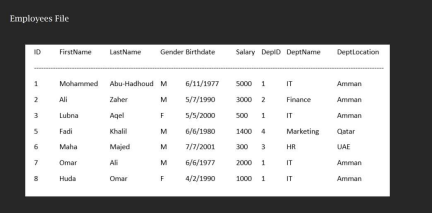 Employees File
ID FirstName LastName Gender Birthdate Salary DepID DeptName DeptLocation
1 Mohammed Abu-Hadhoud M 6/11/1977 5000 1 IT Amman
2 Ali Zaher M 5/7/1990 3000 2 Finance Amman
3 Lubna Aqel F 5/5/2000 500 1 IT Amman
5 Fadi Khalil M 6/6/1980 1400 4 Marketing Qatar
6 Maha Majed M 7/7/2001 300 3 HR UAE
7 Omar Ali M 6/6/1977 2000 1 IT Amman
8 Huda Omar F 4/2/1990 1000 1 IT Amman